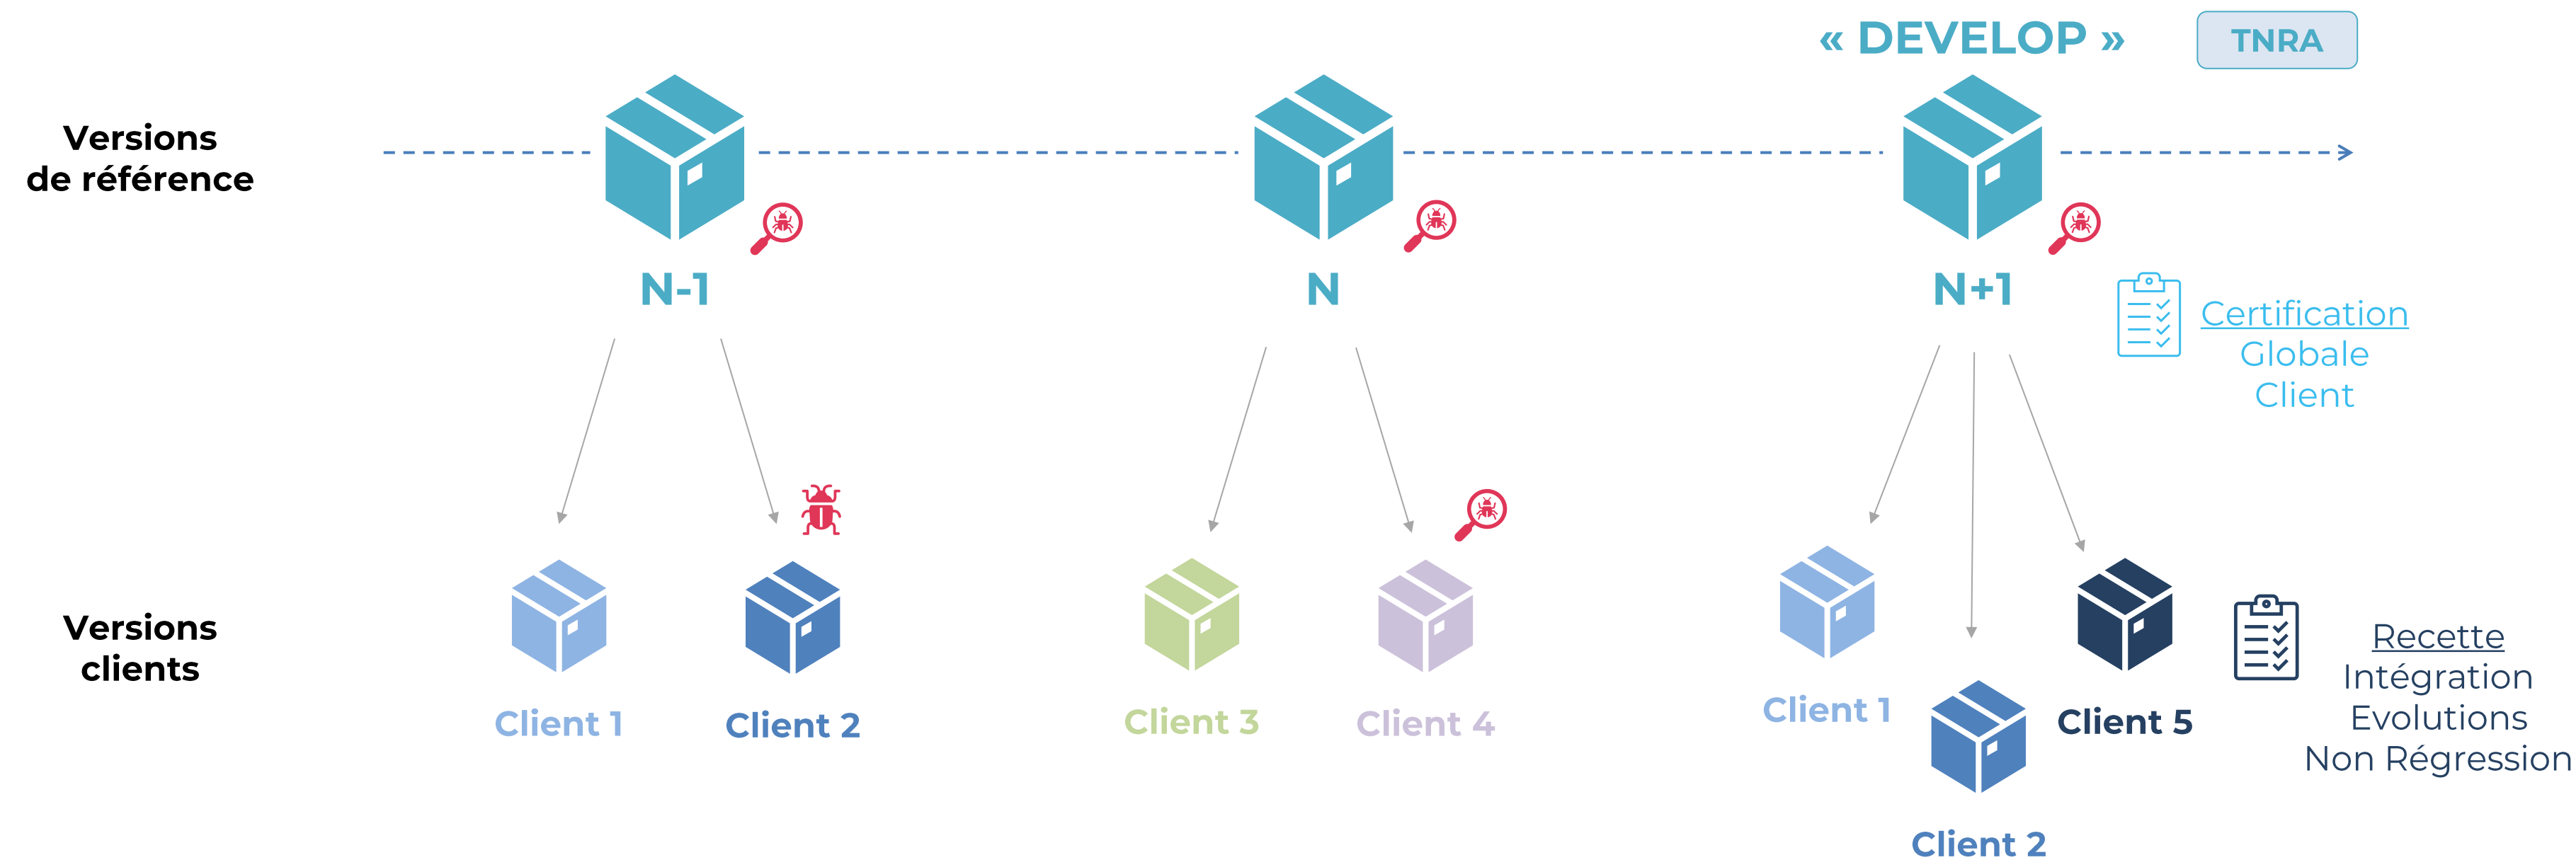 « DEVELOP »
TNRA
Versions
de référence
N-1
N
N+1
Certification
Globale
Client
Versions
clients
Client 1
Client 2
Client 3
Client 4
Client 1
Client 2
Client 5
Recette
Intégration
Evolutions
Non Régression